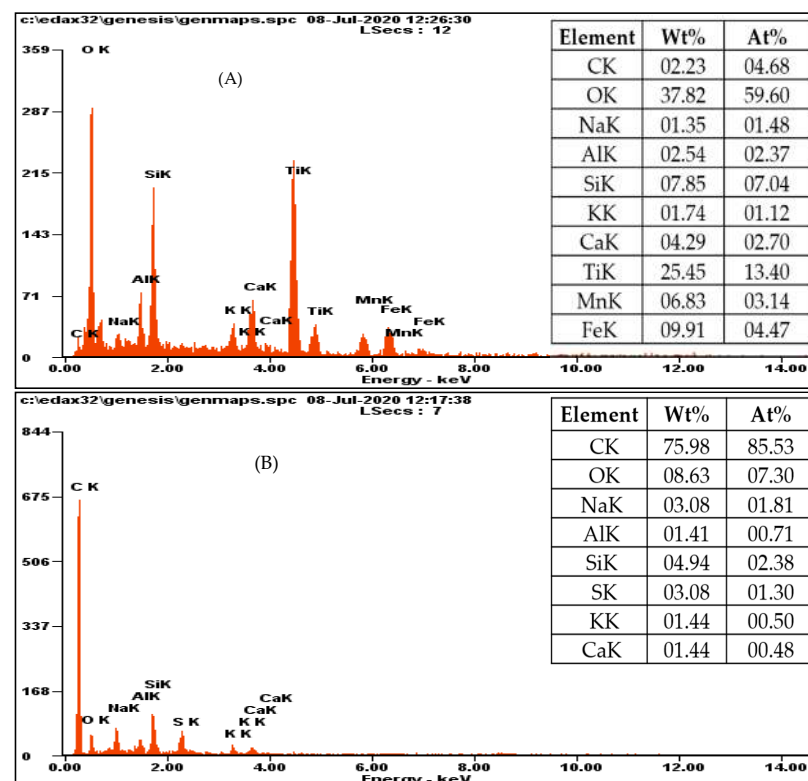 c:\edax32\genesis\genmaps.spc 08-Jul-2020 12:26:30
LSecs : 12
359
287
215
143
71
0
O K
(A)
C K
NaK
AlK
SiK
K K
K K
CaK
CaK
TiK
TiK
MnK
FeK
MnK
FeK
0.00 2.00 4.00 6.00 8.00 10.00 12.00 14.00
Energy - keV
Element Wt% At%
CK 02.23 04.68
OK 37.82 59.60
NaK 01.35 01.48
AlK 02.54 02.37
SiK 07.85 07.04
KK 01.74 01.12
CaK 04.29 02.70
TiK 25.45 13.40
MnK 06.83 03.14
FeK 09.91 04.47
c:\edax32\genesis\genmaps.spc 08-Jul-2020 12:17:38
LSecs : 7
844
675
506
337
168
0
(B)
C K
O K
NaK
AlK
SiK
S K
K K
K K
CaK
CaK
0.00 2.00 4.00 6.00 8.00 10.00 12.00 14.00
Energy - keV
Element Wt% At%
CK 75.98 85.53
OK 08.63 07.30
NaK 03.08 01.81
AlK 01.41 00.71
SiK 04.94 02.38
SK 03.08 01.30
KK 01.44 00.50
CaK 01.44 00.48